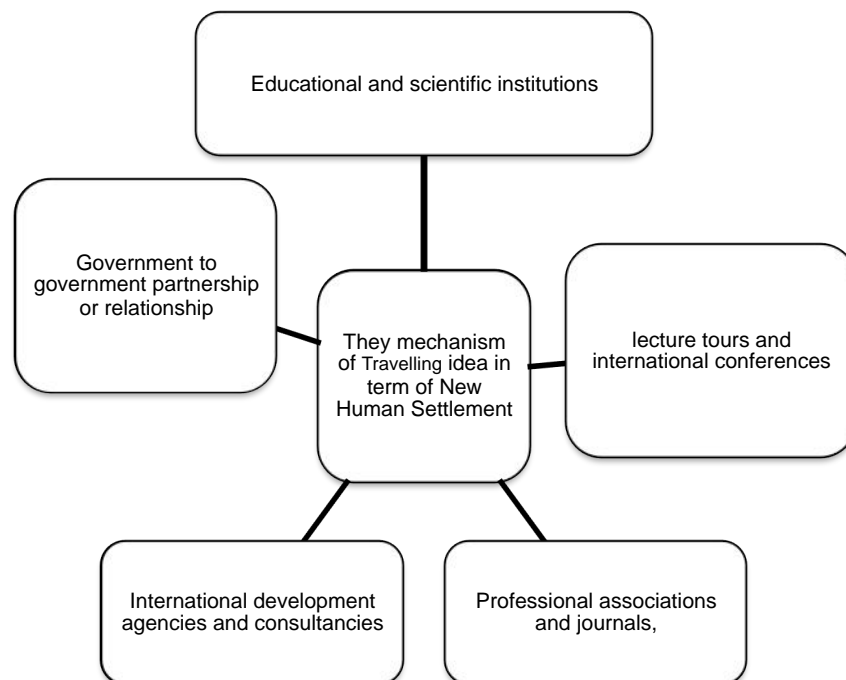 Educational and scientific institutions
Government to
government partnership
or relationship
They mechanism
of Travelling idea in
term of New
Human Settlement
lecture tours and
international conferences
International development
agencies and consultancies
Professional associations
and journals,